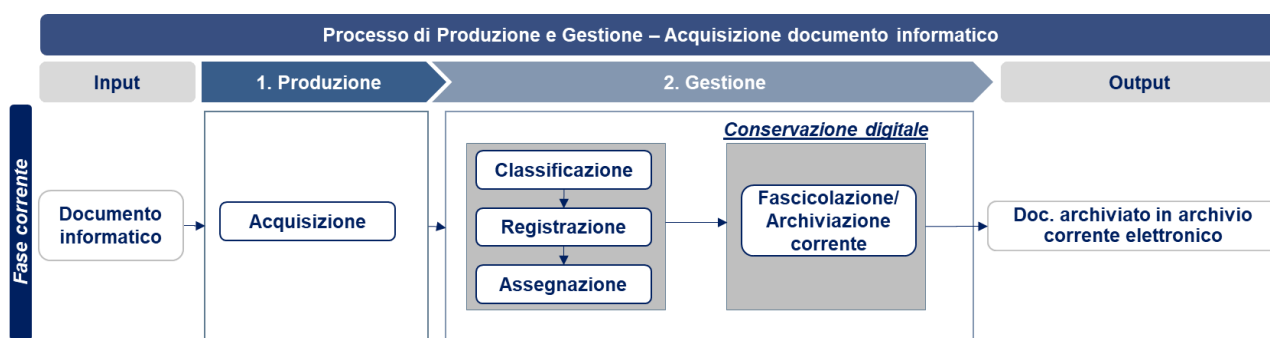 Processo di Produzione e Gestione – Acquisizione documento informatico
Input
1. Produzione
2. Gestione
Output
Fase corrente
Documento
informatico
Acquisizione
Classificazione
Registrazione
Assegnazione
Conservazione digitale
Fascicolazione/
Archiviazione
corrente
Doc. archiviato in archivio
corrente elettronico